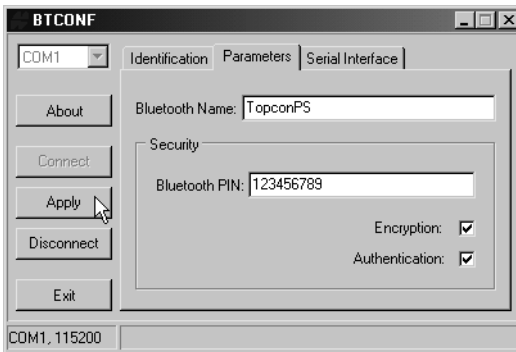 BTCONF
COM1
Identification
Parameters
Serial Interface
About
Connect
Apply
Disconnect
Exit
Bluetooth Name: TopconPS
Security
Bluetooth PIN: 123456789
Encryption:
Authentication:
COM1, 115200